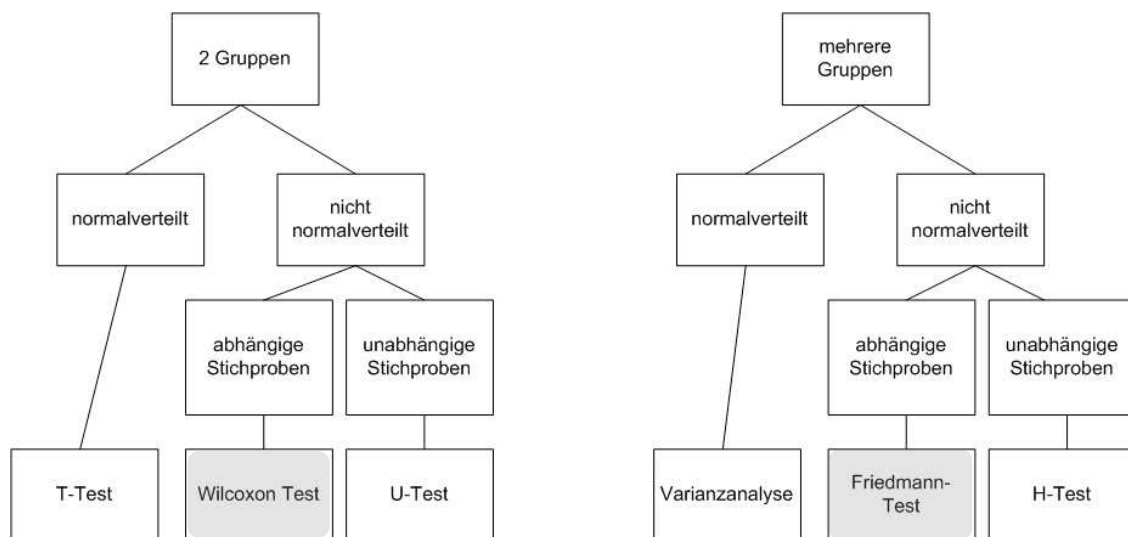 2 Gruppen
normalverteilt
nicht
normalverteilt
abhängige
Stichproben
unabhängige
Stichproben
T-Test
Wilcoxon Test
U-Test
mehrere
Gruppen
normalverteilt
nicht
normalverteilt
abhängige
Stichproben
unabhängige
Stichproben
Varianzanalyse
Friedmann-
Test
H-Test